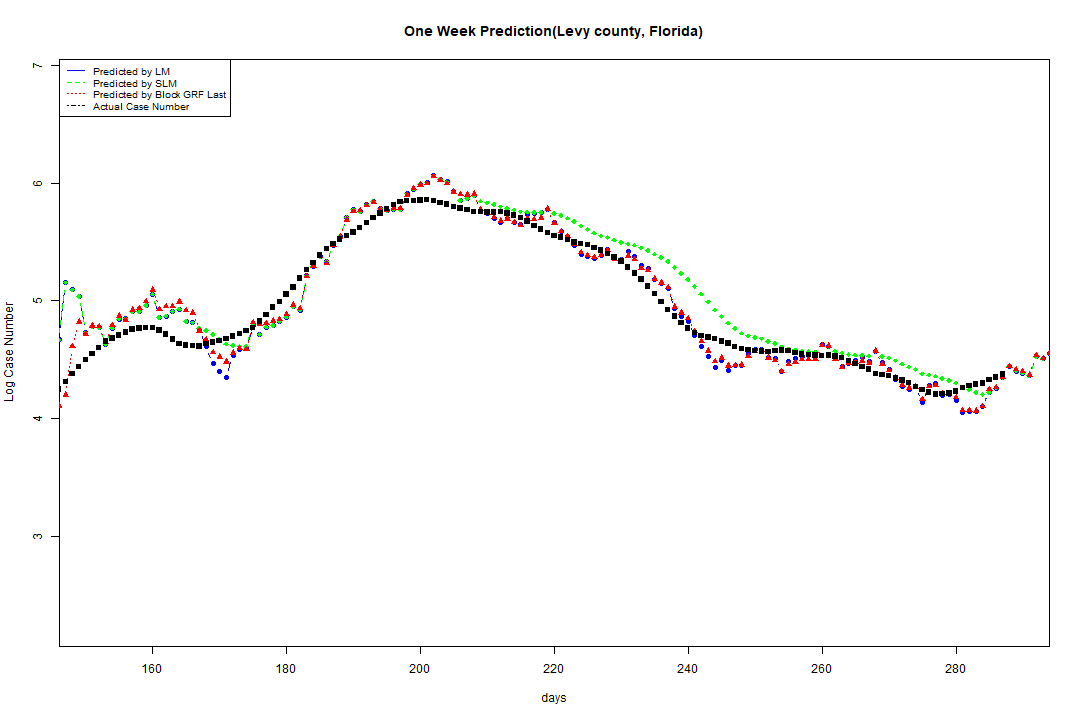 One Week Prediction(Levy county, Florida)
Predicted by LM
Predicted by SLM
Predicted by Block GRF Last
Actual Case Number
7
6
5
4
3
Log Case Number
160 180 200 220 240 260 280
days